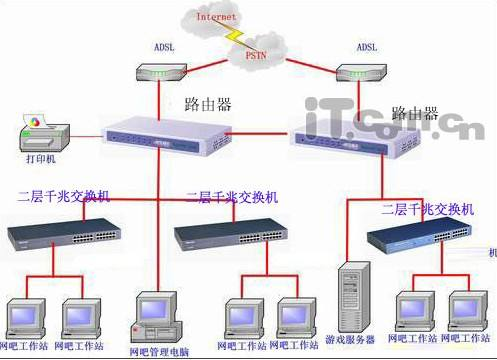 Internet
PSTN
ADSL
ADSL
路由器
路由器
iT.com.cn
打印机
二层千兆交换机
二层千兆交换机
二层千兆交换机
机
网吧工作站
网吧工作站
网吧管理电脑
网吧工作站
网吧工作站
游戏服务器
网吧工作站
网吧工作站